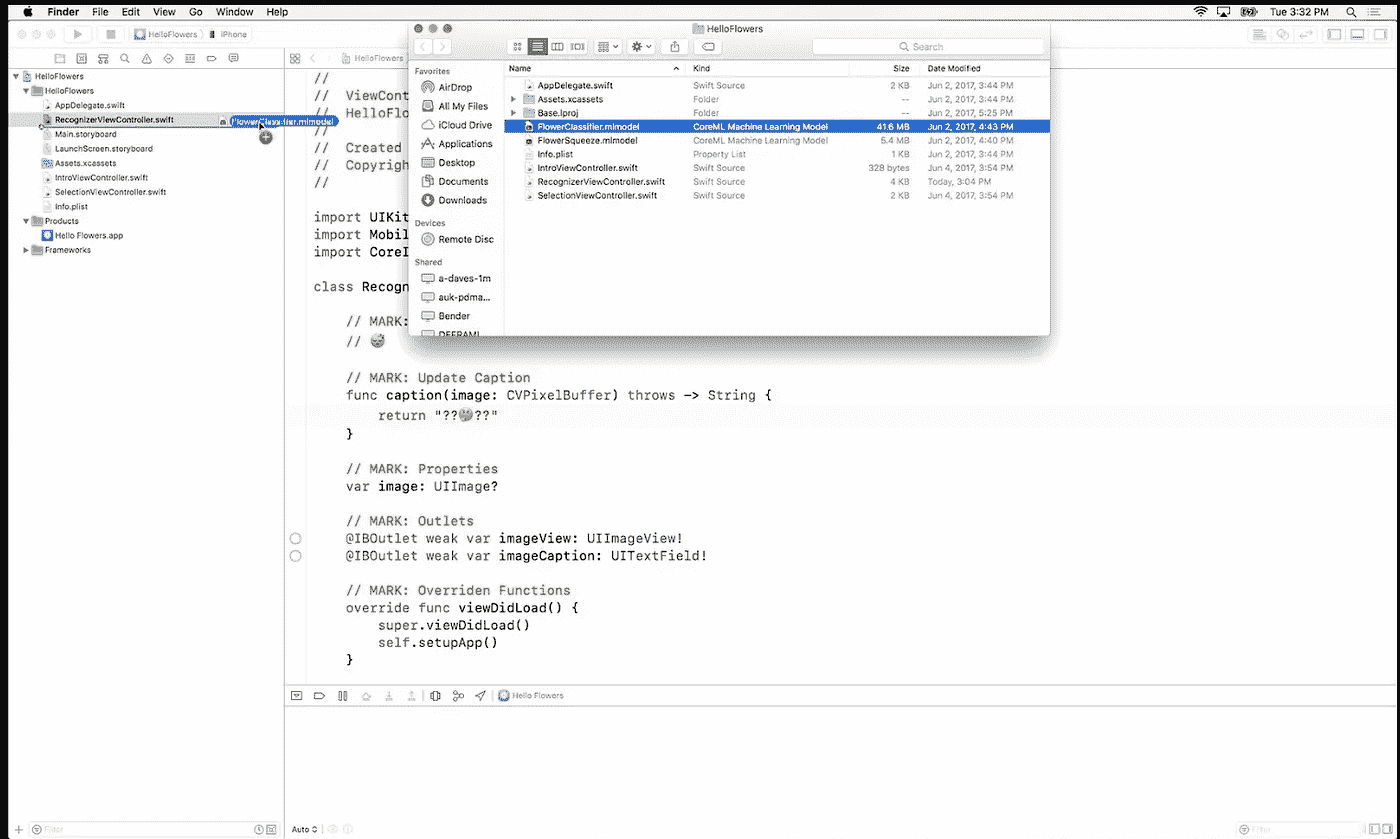 Finder File Edit View Go Window Help Tue 3:32 PM
HelloFlowers iPhone
HelloFlowers
HelloFlowers
HelloFlowers
AppDelegate.swift
RecognizerViewController.swift
FlowerClassifier.mlmodel
Main.storyboard
LaunchScreen.storyboard
Assets.xcassets
IntroViewController.swift
SelectionViewController.swift
Info.plist
Products
Hello Flowers.app
Frameworks
Filter
HelloFlowers
Search
Favorites
AirDrop
All My Files
iCloud Drive
Applications
Desktop
Documents
Downloads
Devices
Remote Disc
Shared
a-daves-1m
auk-pdma...
Bender
Name Kind Size Date Modified
AppDelegate.swift Swift Source 2 KB Jun 2, 2017, 3:44 PM
Assets.xcassets Folder -- Jun 2, 2017, 3:44 PM
Base.lproj Folder -- Jun 2, 2017, 5:25 PM
FlowerClassifier.mlmodel CoreML Machine Learning Model 41.6 MB Jun 2, 2017, 4:43 PM
FlowerSqueeze.mlmodel CoreML Machine Learning Model 5.4 MB Jun 2, 2017, 4:40 PM
Info.plist Property List 1 KB Jun 2, 2017, 3:44 PM
IntroViewController.swift Swift Source 328 bytes Jun 4, 2017, 3:54 PM
RecognizerViewController.swift Swift Source 4 KB Today, 3:04 PM
SelectionViewController.swift Swift Source 2 KB Jun 4, 2017, 3:54 PM
//
// ViewCont
// HelloFlo
//
// Created
// Copyrigh
//
import UIKit
import Mobil
import CoreI
class Recogn
// MARK:
// 😴
// MARK: Update Caption
func caption(image: CVPixelBuffer) throws -> String {
return "??🤔??"
}
// MARK: Properties
var image: UIImage?
// MARK: Outlets
@IBOutlet weak var imageView: UIImageView!
@IBOutlet weak var imageCaption: UITextField!
// MARK: Overriden Functions
override func viewDidLoad() {
super.viewDidLoad()
self.setupApp()
}
Hello Flowers
Auto
Filter